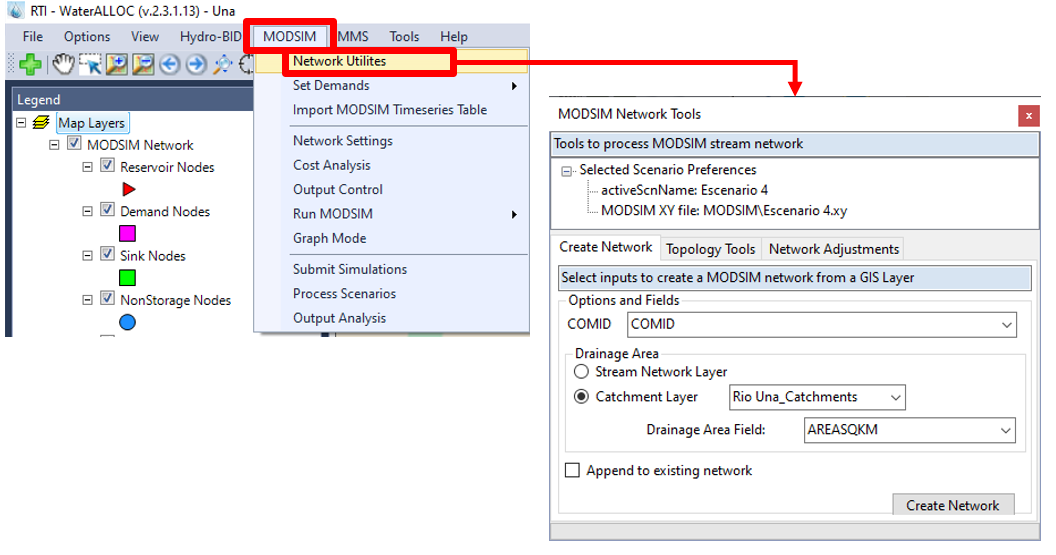 RTI - WaterALLOC (v.2.3.1.13) - Una
File Options View Hydro-BID MODSIM MMS Tools Help
Legend
Map Layers
MODSIM Network
Reservoir Nodes
Demand Nodes
Sink Nodes
NonStorage Nodes
Network Utilites
Set Demands
Import MODSIM Timeseries Table
Network Settings
Cost Analysis
Output Control
Run MODSIM
Graph Mode
Submit Simulations
Process Scenarios
Output Analysis
MODSIM Network Tools
x
Tools to process MODSIM stream network
Selected Scenario Preferences
activeScnName: Escenario 4
MODSIM XY file: MODSIM\Escenario 4.xy
Create Network Topology Tools Network Adjustments
Select inputs to create a MODSIM network from a GIS Layer
Options and Fields
COMID COMID
Drainage Area
Stream Network Layer
Catchment Layer Rio Una_Catchments
Drainage Area Field: AREASQKM
Append to existing network
Create Network